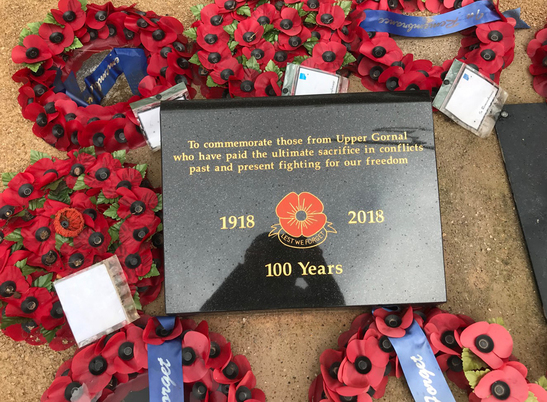 To commemorate those from Upper Gornal
who have paid the ultimate sacrifice in conflicts
past and present fighting for our freedom
1918 2018
LEST WE FORGET
100 Years
forget